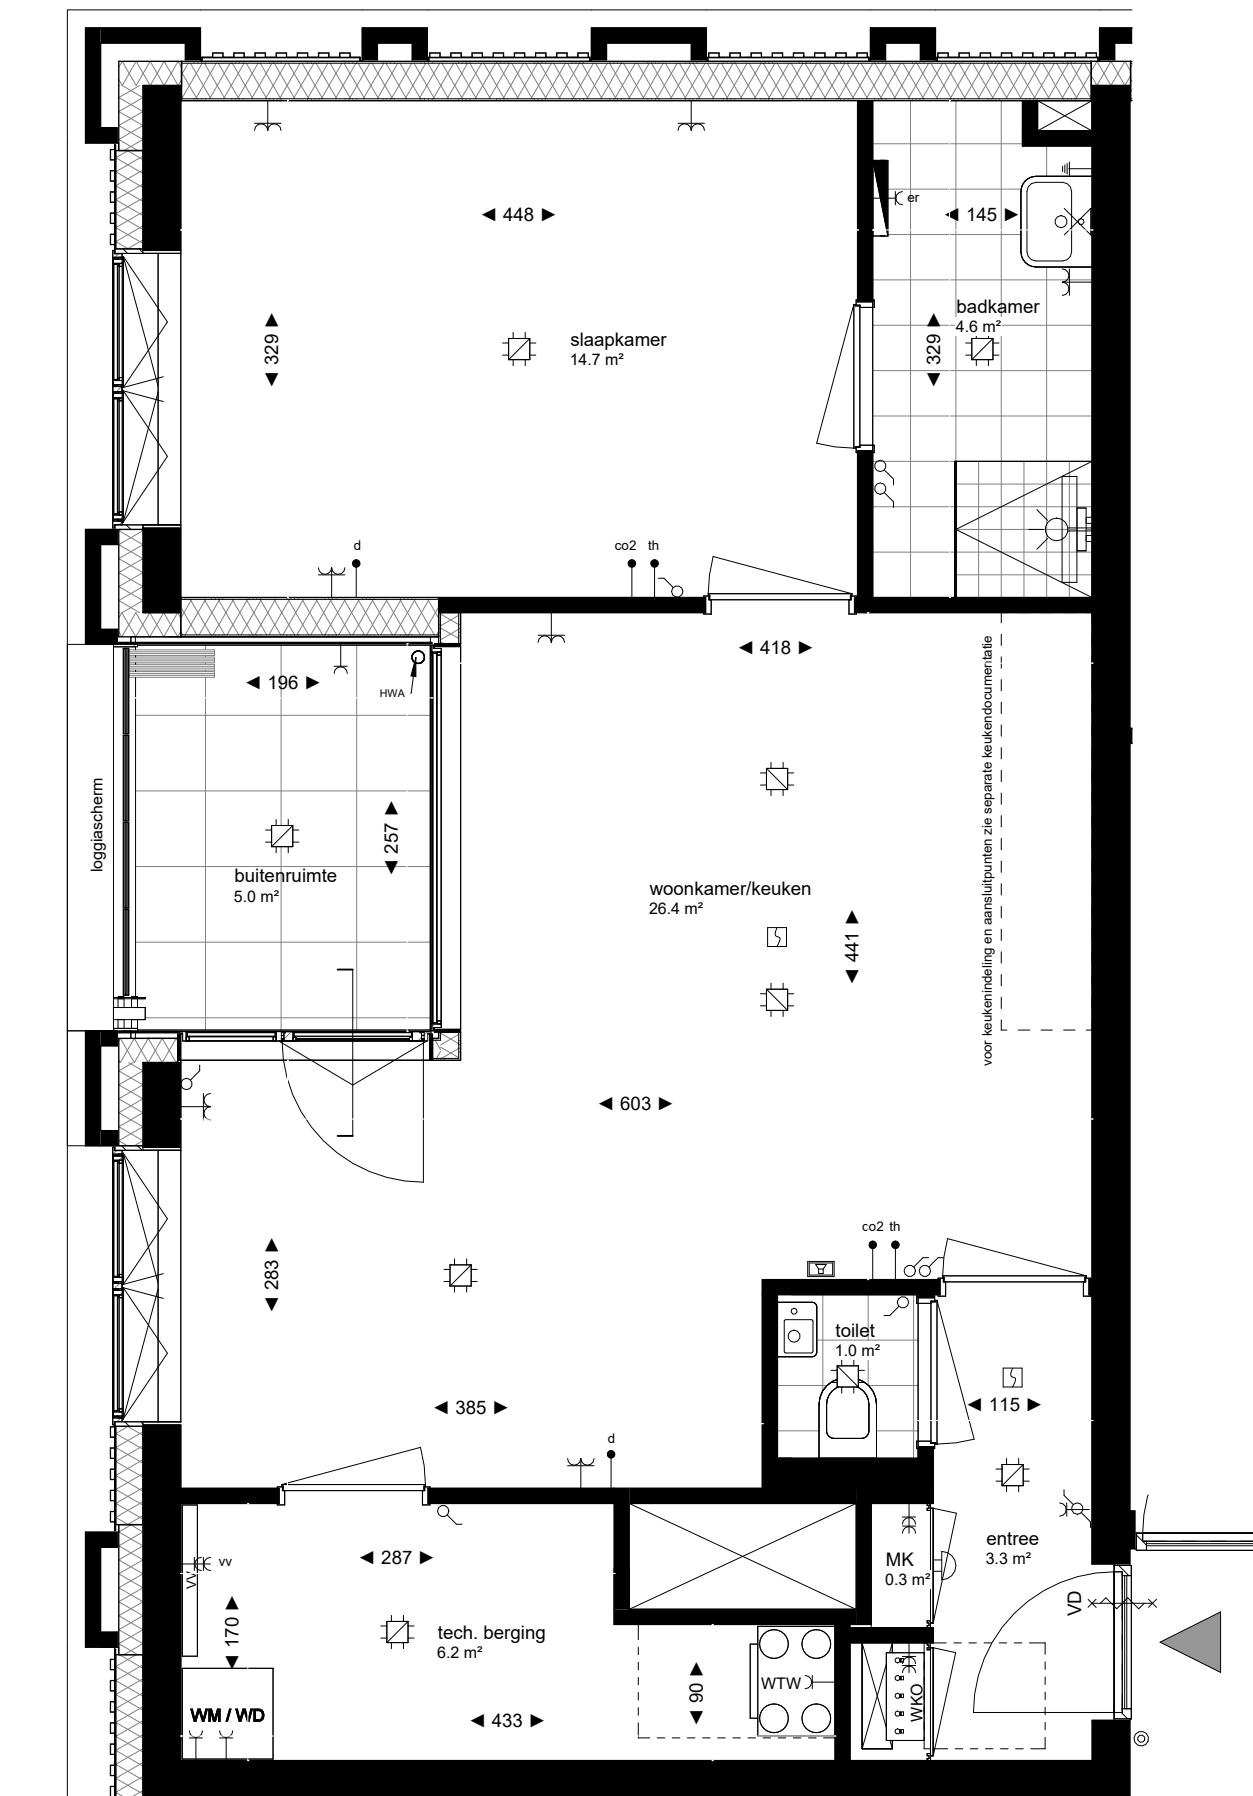 448
er
145
badkamer
4.6 m²
329
slaapkamer
14.7 m²
329
d
co2 th
418
196
HWA
voor keukenindeling en aansluitpunten zie separate keukendocumentatie
loggiascherm
257
buitenruimte
5.0 m²
woonkamer/keuken
26.4 m²
441
603
co2 th
283
toilet
1.0 m²
385
115
d
entree
3.3 m²
287
vv
vv
MK
0.3 m²
VD
170
tech. berging
6.2 m²
90
WTW
WKO
WM / WD
433